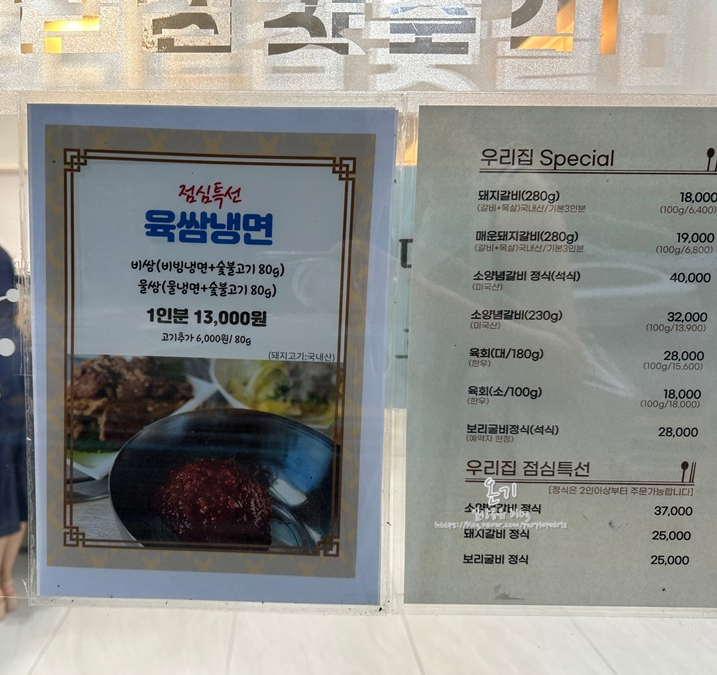 점심특선
육쌈냉면
비쌈(비빔냉면+숯불고기 80g)
물쌈(물냉면+숯불고기 80g)
1인분 13,000원
고기추가 6,000원/ 80g
(돼지고기:국내산)
우리집 Special
돼지갈비(280g) 18,000
(갈비+목살)국내산/기본3인분 (100g/6,400)
매운돼지갈비(280g) 19,000
(갈비+목살)국내산/기본3인분 (100g/6,800)
소양념갈비 정식(석식) 40,000
(미국산)
소양념갈비(230g) 32,000
(미국산) (100g/13,900)
육회(대/180g) 28,000
(한우) (100g/15,600)
육회(소/100g) 18,000
(한우) (100g/18,000)
보리굴비정식(석식) 28,000
(예약자 한정)
우리집 점심특선
[정식은 2인이상부터 주문가능합니다]
소양념갈비 정식 37,000
돼지갈비 정식 25,000
보리굴비 정식 25,000
온기